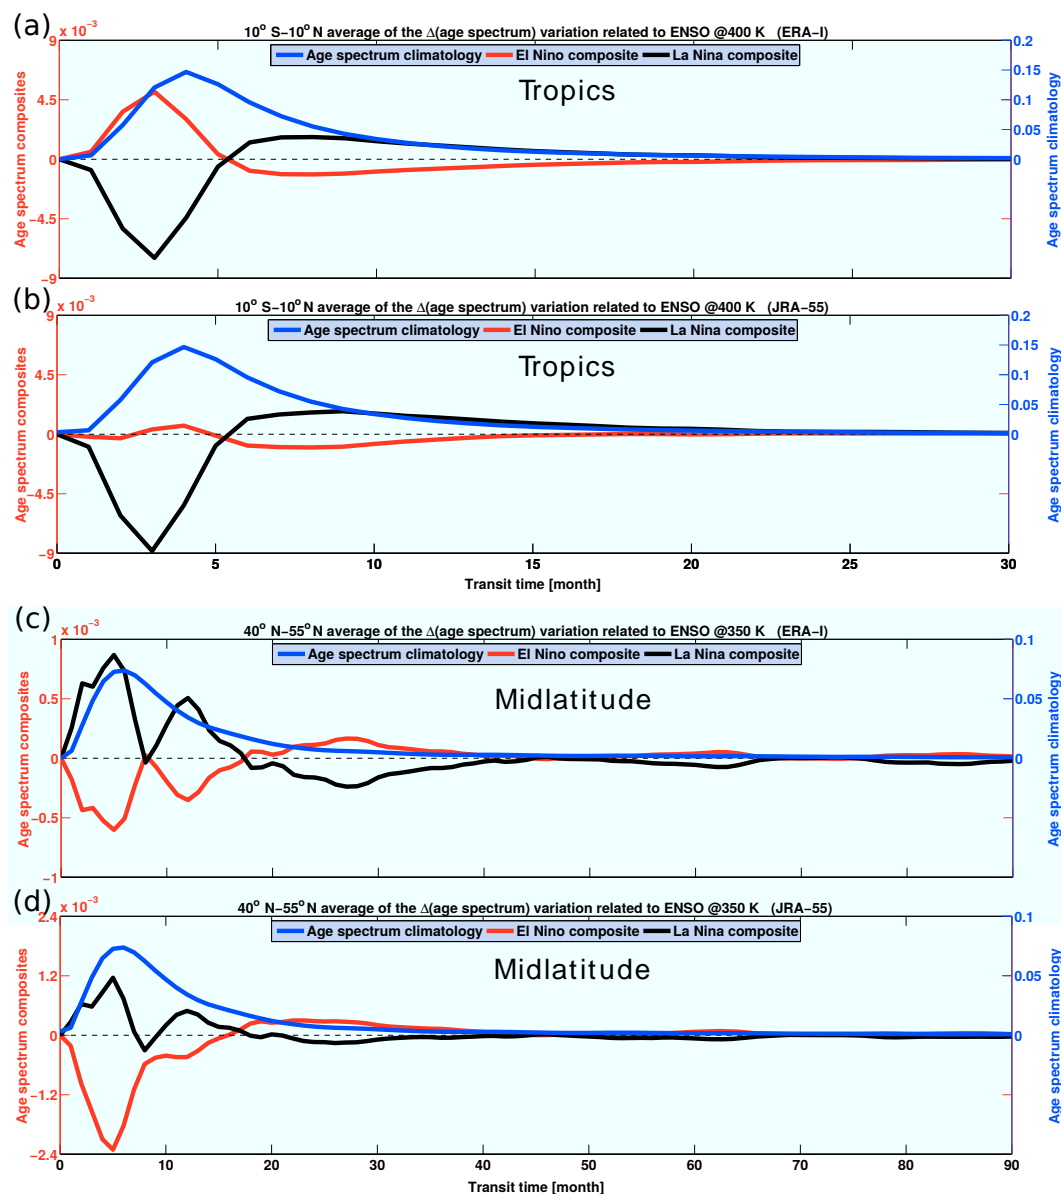 (a)
x 10⁻³
10° S−10° N average of the Δ(age spectrum) variation related to ENSO @400 K (ERA−I)
Age spectrum climatology El Nino composite La Nina composite
Tropics
Age spectrum composites
9
4.5
0
−4.5
−9
0.2
0.15
0.1
0.05
0
Age spectrum climatology
(b)
x 10⁻³
10° S−10° N average of the Δ(age spectrum) variation related to ENSO @400 K (JRA−55)
Age spectrum climatology El Nino composite La Nina composite
Tropics
Age spectrum composites
9
4.5
0
−4.5
−9
0.2
0.15
0.1
0.05
0
Age spectrum climatology
0 5 10 15 20 25 30
Transit time [month]
(c)
x 10⁻³
40° N−55° N average of the Δ(age spectrum) variation related to ENSO @350 K (ERA−I)
Age spectrum climatology El Nino composite La Nina composite
Midlatitude
Age spectrum composites
1
0.5
0
−0.5
−1
0.1
0.05
0
Age spectrum climatology
(d)
x 10⁻³
40° N−55° N average of the Δ(age spectrum) variation related to ENSO @350 K (JRA−55)
Age spectrum climatology El Nino composite La Nina composite
Midlatitude
Age spectrum composites
2.4
1.2
0
−1.2
−2.4
0.1
0.05
0
Age spectrum climatology
0 10 20 30 40 50 60 70 80 90
Transit time [month]